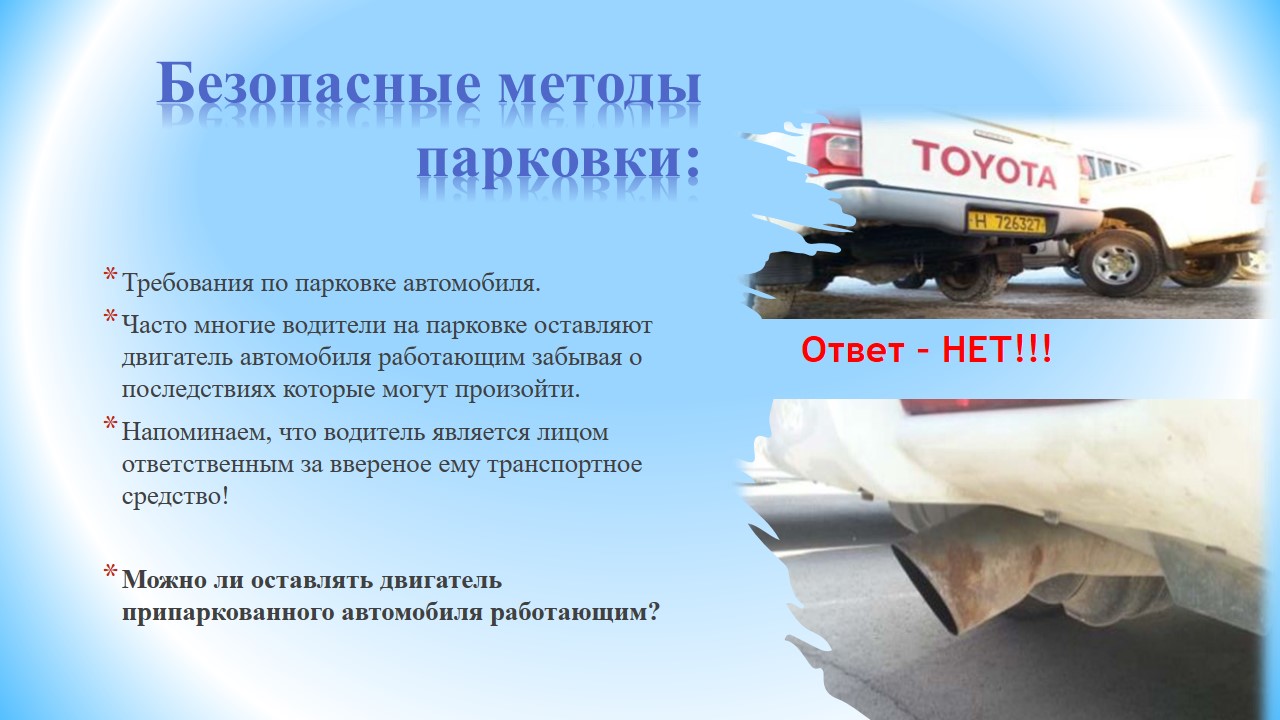 Безопасные методы
парковки:
* Требования по парковке автомобиля.
* Часто многие водители на парковке оставляют
двигатель автомобиля работающим забывая о
последствиях которые могут произойти.
* Напоминаем, что водитель является лицом
ответственным за ввереное ему транспортное
средство!
* Можно ли оставлять двигатель
припаркованного автомобиля работающим?
TOYOTA
H 726327
Ответ – НЕТ!!!